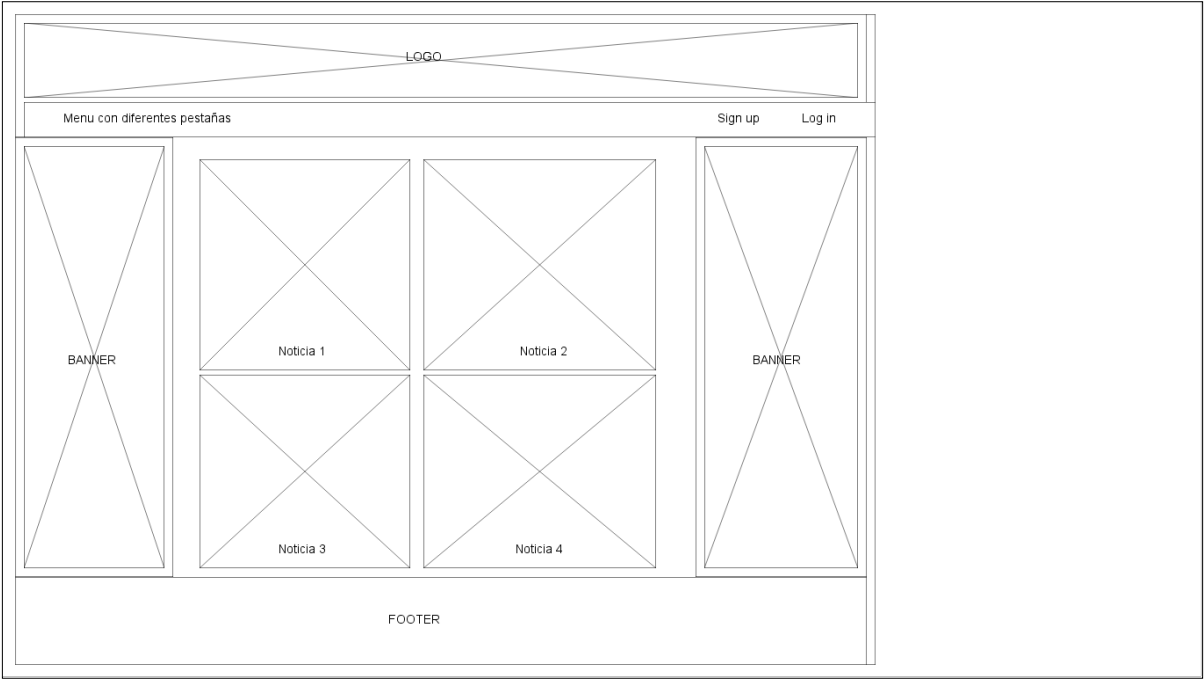 LOGO
Menu con diferentes pestañas
Sign up
Log in
Noticia 1
Noticia 2
BANNER
BANNER
Noticia 3
Noticia 4
FOOTER